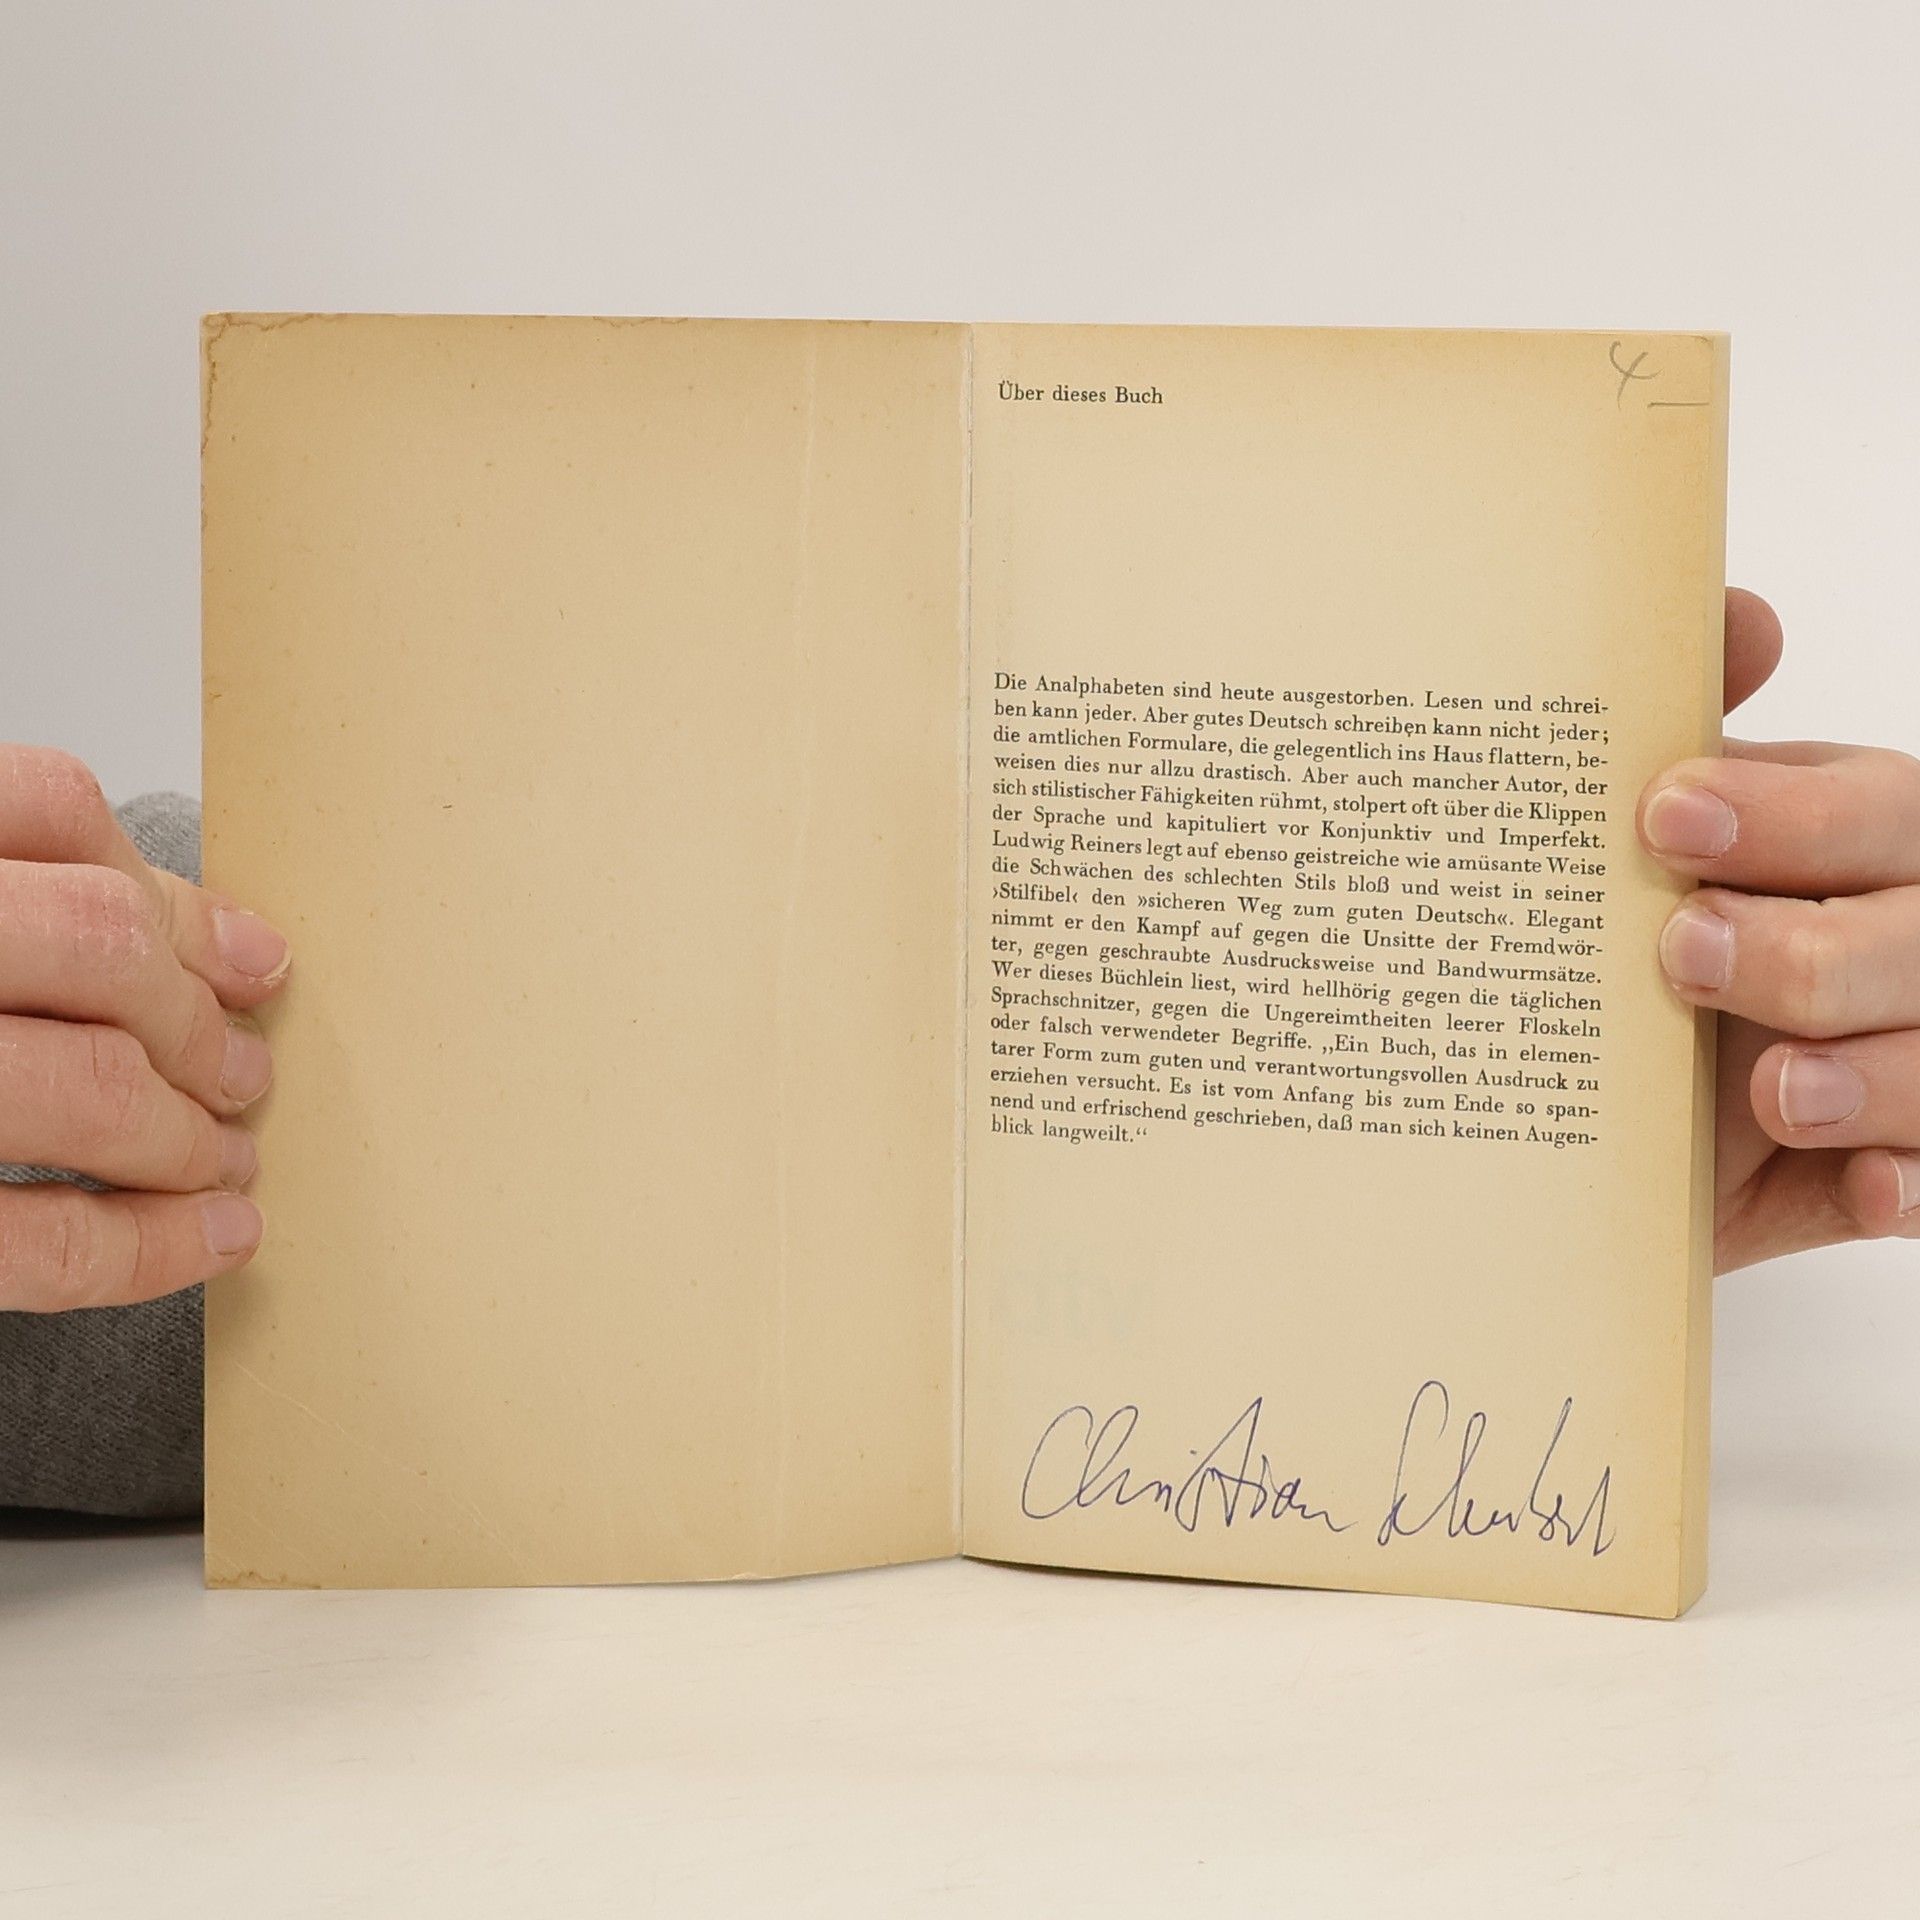 4_
Über dieses Buch
Die Analphabeten sind heute ausgestorben. Lesen und schrei-
ben kann jeder. Aber gutes Deutsch schreiben kann nicht jeder;
die amtlichen Formulare, die gelegentlich ins Haus flattern, be-
weisen dies nur allzu drastisch. Aber auch mancher Autor, der
sich stilistischer Fähigkeiten rühmt, stolpert oft über die Klippen
der Sprache und kapituliert vor Konjunktiv und Imperfekt.
Ludwig Reiners legt auf ebenso geistreiche wie amüsante Weise
die Schwächen des schlechten Stils bloß und weist in seiner
›Stilfibel‹ den »sicheren Weg zum guten Deutsch«. Elegant
nimmt er den Kampf auf gegen die Unsitte der Fremdwör-
ter, gegen geschraubte Ausdrucksweise und Bandwurmsätze.
Wer dieses Büchlein liest, wird hellhörig gegen die täglichen
Sprachschnitzer, gegen die Ungereimtheiten leerer Floskeln
oder falsch verwendeter Begriffe. „Ein Buch, das in elemen-
tarer Form zum guten und verantwortungsvollen Ausdruck zu
erziehen versucht. Es ist vom Anfang bis zum Ende so span-
nend und erfrischend geschrieben, daß man sich keinen Augen-
blick langweilt.“
Christian Schubert